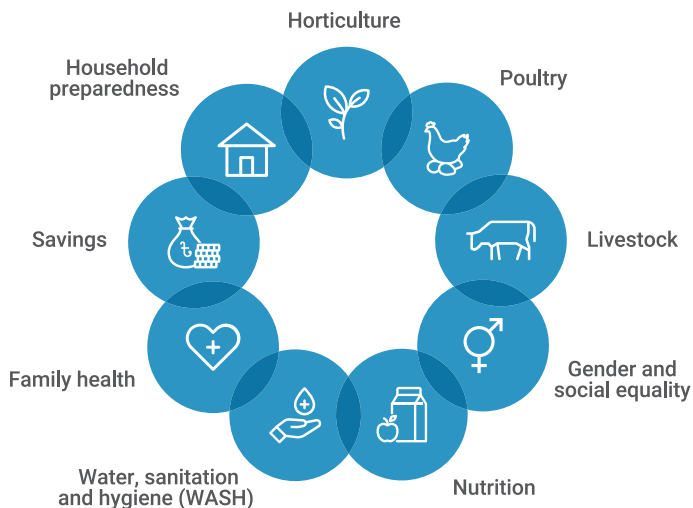 Horticulture
Household
preparedness
Poultry
Savings
৳
Livestock
Family health
Gender and
social equality
Water, sanitation
and hygiene (WASH)
Nutrition